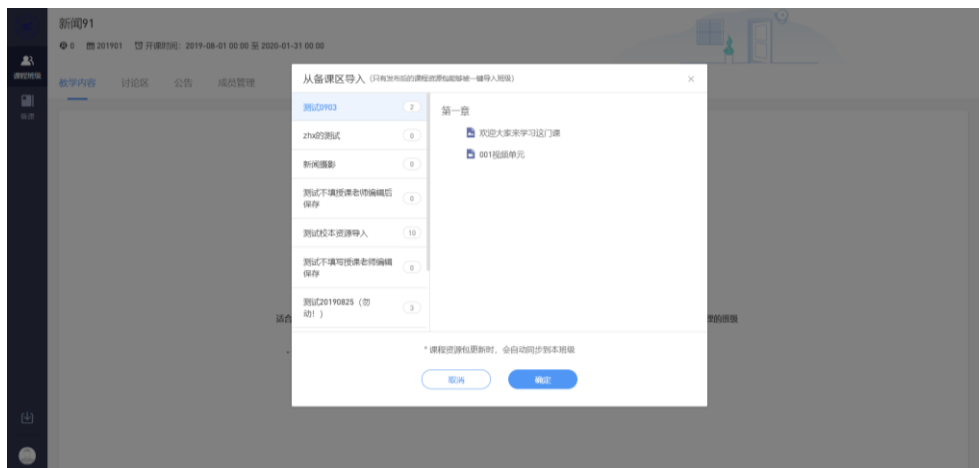 新闻91
0 201901 开课时间：2019-08-01 00:00 至 2020-01-31 00:00
课程班级
教学内容 讨论区 公告 成员管理
备课
从备课区导入 (只有发布后的课程资源包能够被一键导入班级)
测试0903 2
第一章
zhx的测试 0
欢迎大家来学习这门课
001视频单元
新闻摄影 0
测试不填授课老师编辑后
保存 0
测试校本资源导入 10
测试不填写授课老师编辑
保存 0
测试20190825（勿
动！） 3
适合
理的班级
* 课程资源包更新时，会自动同步到本班级
取消 确定